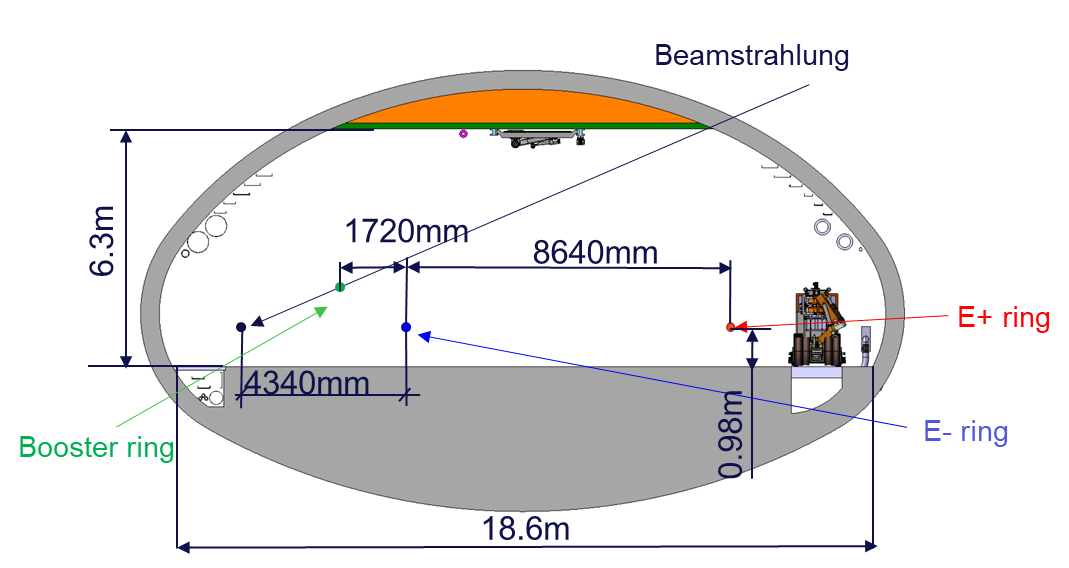 Beamstrahlung
1720mm
8640mm
6.3m
E+ ring
4340mm
0.98m
E- ring
Booster ring
18.6m